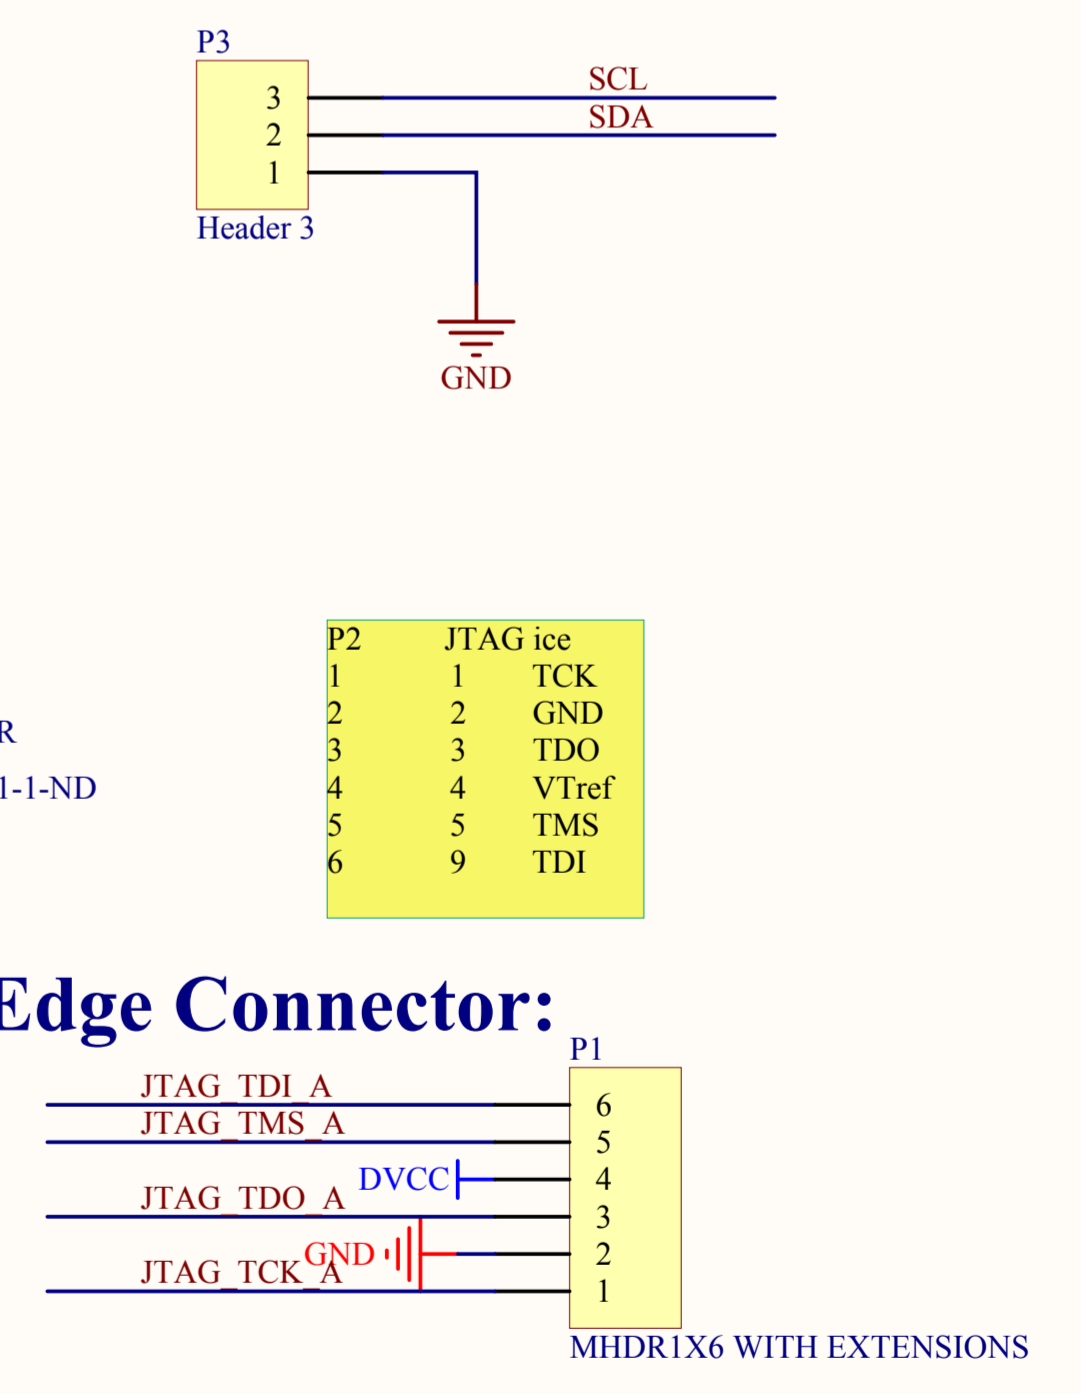 P3
3 SCL
2 SDA
1
Header 3
GND
P2 JTAG ice
1 1 TCK
2 2 GND
3 3 TDO
4 4 VTref
5 5 TMS
6 9 TDI
R
1-1-ND
Edge Connector:
P1
JTAG_TDI_A 6
JTAG_TMS_A 5
DVCC 4
JTAG_TDO_A 3
GND 2
JTAG_TCK_A 1
MHDR1X6 WITH EXTENSIONS